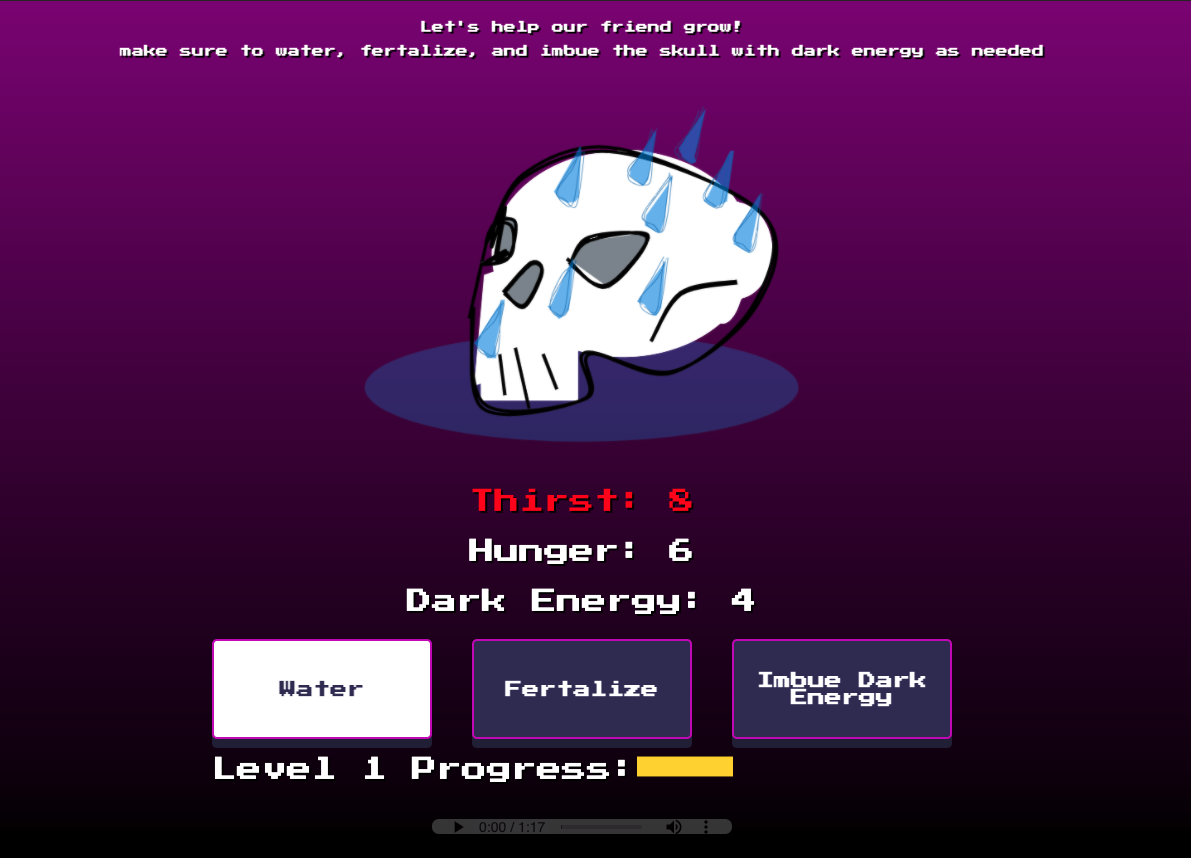 Let's help our friend grow!
make sure to water, fertalize, and imbue the skull with dark energy as needed
Thirst: 8
Hunger: 6
Dark Energy: 4
Water
Fertalize
Imbue Dark
Energy
Level 1 Progress:
0:00 / 1:17